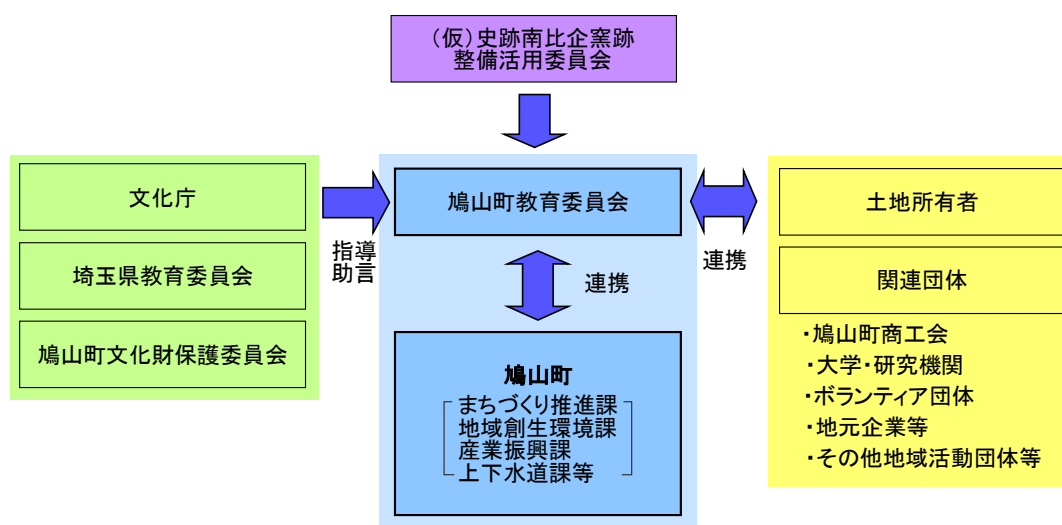 （仮）史跡南比企窯跡
整備活用委員会
文化庁
埼玉県教育委員会
鳩山町文化財保護委員会
指導
助言
鳩山町教育委員会
連携
鳩山町
まちづくり推進課
地域創生環境課
産業振興課
上下水道課等
連携
土地所有者
関連団体
・鳩山町商工会
・大学・研究機関
・ボランティア団体
・地元企業等
・その他地域活動団体等